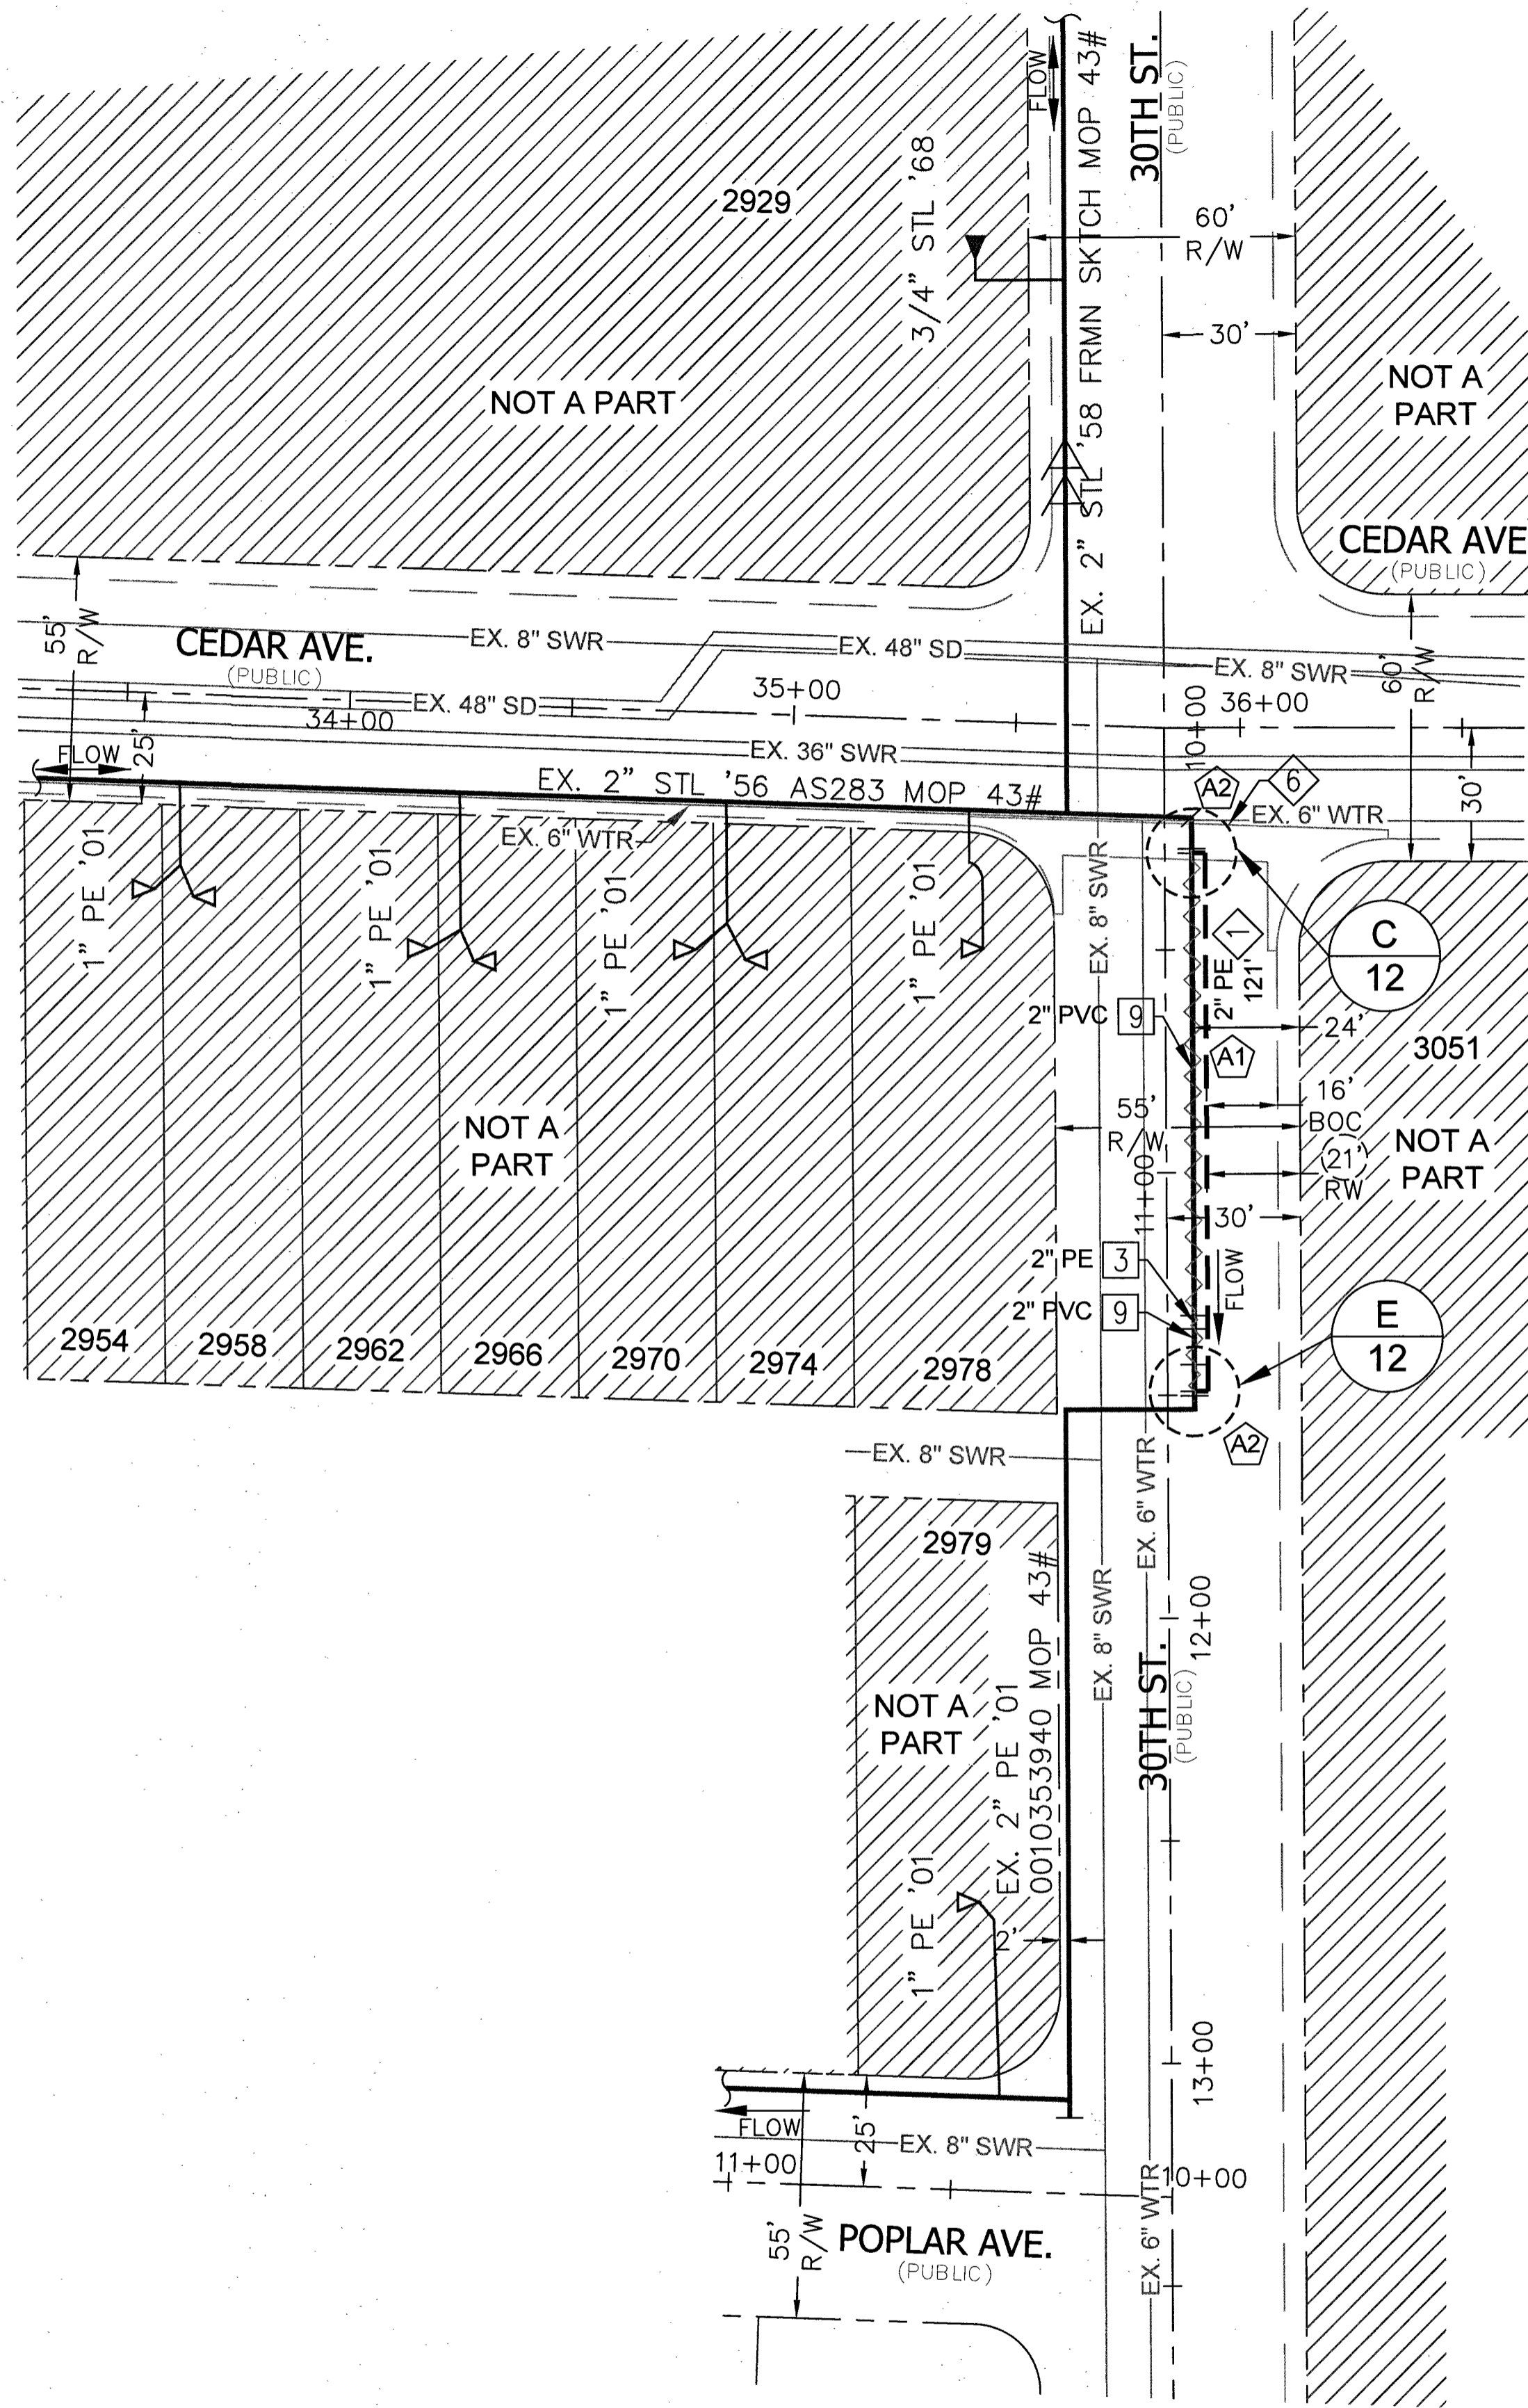 FLOW
EX. 2" STL '58 FRMN SKTCH MOP 43#
30TH ST.
(PUBLIC)
3/4" STL '68
2929
60'
R/W
30'
NOT A PART
NOT A
PART
CEDAR AVE
(PUBLIC)
55'
R/W
CEDAR AVE.
(PUBLIC)
EX. 8" SWR
EX. 48" SD
EX. 8" SWR
60'
R/W
EX. 48" SD
34+00
35+00
10+00
36+00
FLOW
25'
EX. 36" SWR
EX. 2" STL '56 AS283 MOP 43#
A2
6
30'
EX. 6" WTR
EX. 6" WTR
1" PE '01
1" PE '01
1" PE '01
1" PE '01
EX. 8" SWR
1
2" PE
121'
C
12
2" PVC
9
24'
A1
3051
16'
BOC
55'
R/W
NOT A
PART
NOT A
PART
21'
RW
11+00
30'
2" PE
3
FLOW
2" PVC
9
E
12
2954
2958
2962
2966
2970
2974
2978
A2
EX. 8" SWR
EX. 6" WTR
2979
EX. 8" SWR
12+00
30TH ST.
(PUBLIC)
NOT A
PART
EX. 2" PE '01
0010353940 MOP 43#
1" PE '01
2'
13+00
FLOW
25'
EX. 8" SWR
11+00
10+00
EX. 6" WTR
55'
R/W
POPLAR AVE.
(PUBLIC)